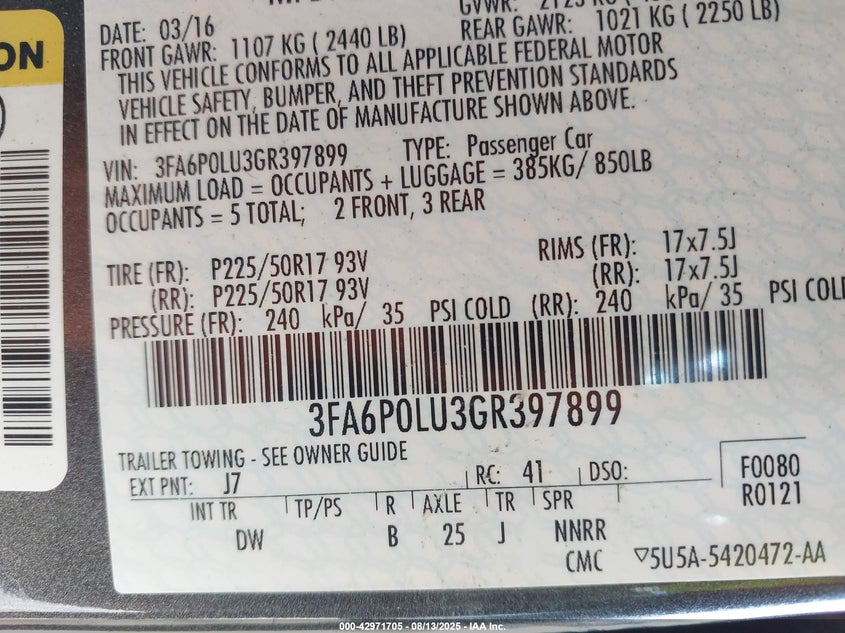 ON
DATE: 03/16
FRONT GAWR: 1107 KG ( 2440 LB) REAR GAWR: 1021 KG ( 2250 LB)
THIS VEHICLE CONFORMS TO ALL APPLICABLE FEDERAL MOTOR
VEHICLE SAFETY, BUMPER, AND THEFT PREVENTION STANDARDS
IN EFFECT ON THE DATE OF MANUFACTURE SHOWN ABOVE.
VIN: 3FA6P0LU3GR397899 TYPE: Passenger Car
MAXIMUM LOAD = OCCUPANTS + LUGGAGE = 385KG/ 850LB
OCCUPANTS = 5 TOTAL; 2 FRONT, 3 REAR
TIRE (FR): P225/50R17 93V RIMS (FR): 17x7.5J
(RR): P225/50R17 93V (RR): 17x7.5J
PRESSURE (FR): 240 kPa/ 35 PSI COLD (RR): 240 kPa/ 35 PSI COLD
3FA6P0LU3GR397899
TRAILER TOWING - SEE OWNER GUIDE
EXT PNT: J7 RC: 41 DSO: F0080
R0121
INT TR TP/PS R AXLE TR SPR
DW B 25 J NNRR
CMC ▽5U5A-5420472-AA
000-42971705 - 08/13/2025 - IAA Inc.